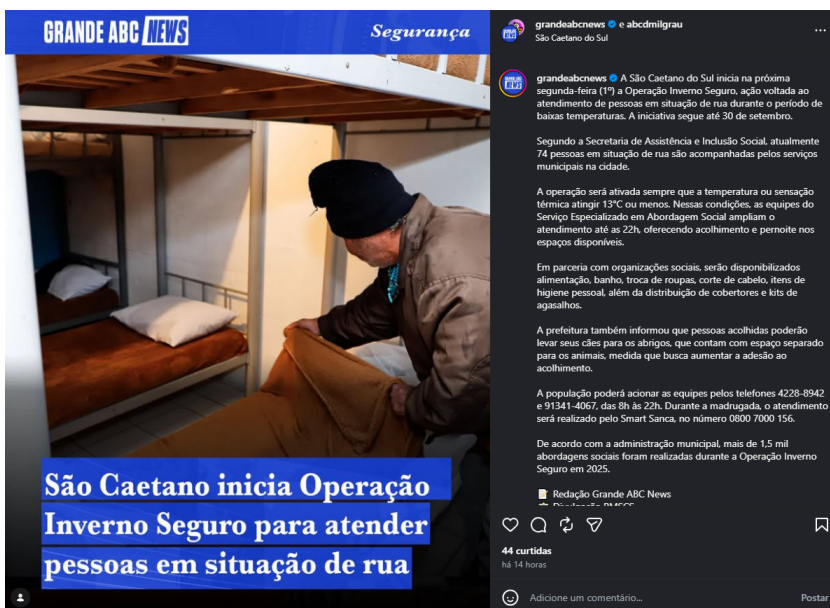 GRANDE ABC NEWS
Segurança
São Caetano inicia Operação
Inverno Seguro para atender
pessoas em situação de rua
grandeabcnews e abcdmilgrau
São Caetano do Sul
grandeabcnews A São Caetano do Sul inicia na próxima
segunda-feira (1º) a Operação Inverno Seguro, ação voltada ao
atendimento de pessoas em situação de rua durante o período de
baixas temperaturas. A iniciativa segue até 30 de setembro.
Segundo a Secretaria de Assistência e Inclusão Social, atualmente
74 pessoas em situação de rua são acompanhadas pelos serviços
municipais na cidade.
A operação será ativada sempre que a temperatura ou sensação
térmica atingir 13°C ou menos. Nessas condições, as equipes do
Serviço Especializado em Abordagem Social ampliam o
atendimento até as 22h, oferecendo acolhimento e pernoite nos
espaços disponíveis.
Em parceria com organizações sociais, serão disponibilizados
alimentação, banho, troca de roupas, corte de cabelo, itens de
higiene pessoal, além da distribuição de cobertores e kits de
agasalhos.
A prefeitura também informou que pessoas acolhidas poderão
levar seus cães para os abrigos, que contam com espaço separado
para os animais, medida que busca aumentar a adesão ao
acolhimento.
A população poderá acionar as equipes pelos telefones 4228-8942
e 91341-4067, das 8h às 22h. Durante a madrugada, o atendimento
será realizado pelo Smart Sanca, no número 0800 7000 156.
De acordo com a administração municipal, mais de 1,5 mil
abordagens sociais foram realizadas durante a Operação Inverno
Seguro em 2025.
Redação Grande ABC News
44 curtidas
há 14 horas
Adicione um comentário...
Postar